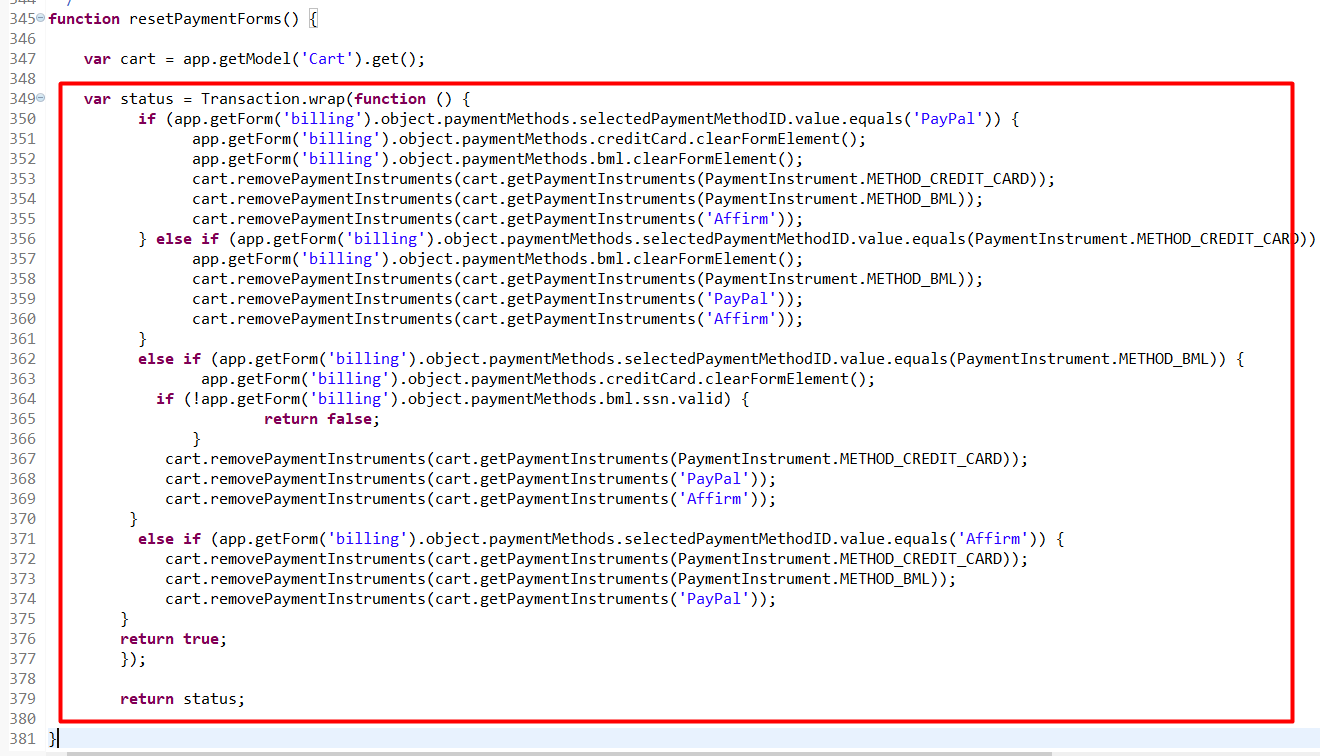 345 function resetPaymentForms() {
346
347 var cart = app.getModel('Cart').get();
348
349 var status = Transaction.wrap(function () {
350 if (app.getForm('billing').object.paymentMethods.selectedPaymentMethodID.value.equals('PayPal')) {
351 app.getForm('billing').object.paymentMethods.creditCard.clearFormElement();
352 app.getForm('billing').object.paymentMethods.bml.clearFormElement();
353 cart.removePaymentInstruments(cart.getPaymentInstruments(PaymentInstrument.METHOD_CREDIT_CARD));
354 cart.removePaymentInstruments(cart.getPaymentInstruments(PaymentInstrument.METHOD_BML));
355 cart.removePaymentInstruments(cart.getPaymentInstruments('Affirm'));
356 } else if (app.getForm('billing').object.paymentMethods.selectedPaymentMethodID.value.equals(PaymentInstrument.METHOD_CREDIT_CARD))
357 app.getForm('billing').object.paymentMethods.bml.clearFormElement();
358 cart.removePaymentInstruments(cart.getPaymentInstruments(PaymentInstrument.METHOD_BML));
359 cart.removePaymentInstruments(cart.getPaymentInstruments('PayPal'));
360 cart.removePaymentInstruments(cart.getPaymentInstruments('Affirm'));
361 }
362 else if (app.getForm('billing').object.paymentMethods.selectedPaymentMethodID.value.equals(PaymentInstrument.METHOD_BML)) {
363 app.getForm('billing').object.paymentMethods.creditCard.clearFormElement();
364 if (!app.getForm('billing').object.paymentMethods.bml.ssn.valid) {
365 return false;
366 }
367 cart.removePaymentInstruments(cart.getPaymentInstruments(PaymentInstrument.METHOD_CREDIT_CARD));
368 cart.removePaymentInstruments(cart.getPaymentInstruments('PayPal'));
369 cart.removePaymentInstruments(cart.getPaymentInstruments('Affirm'));
370 }
371 else if (app.getForm('billing').object.paymentMethods.selectedPaymentMethodID.value.equals('Affirm')) {
372 cart.removePaymentInstruments(cart.getPaymentInstruments(PaymentInstrument.METHOD_CREDIT_CARD));
373 cart.removePaymentInstruments(cart.getPaymentInstruments(PaymentInstrument.METHOD_BML));
374 cart.removePaymentInstruments(cart.getPaymentInstruments('PayPal'));
375 }
376 return true;
377 });
378
379 return status;
380
381 }